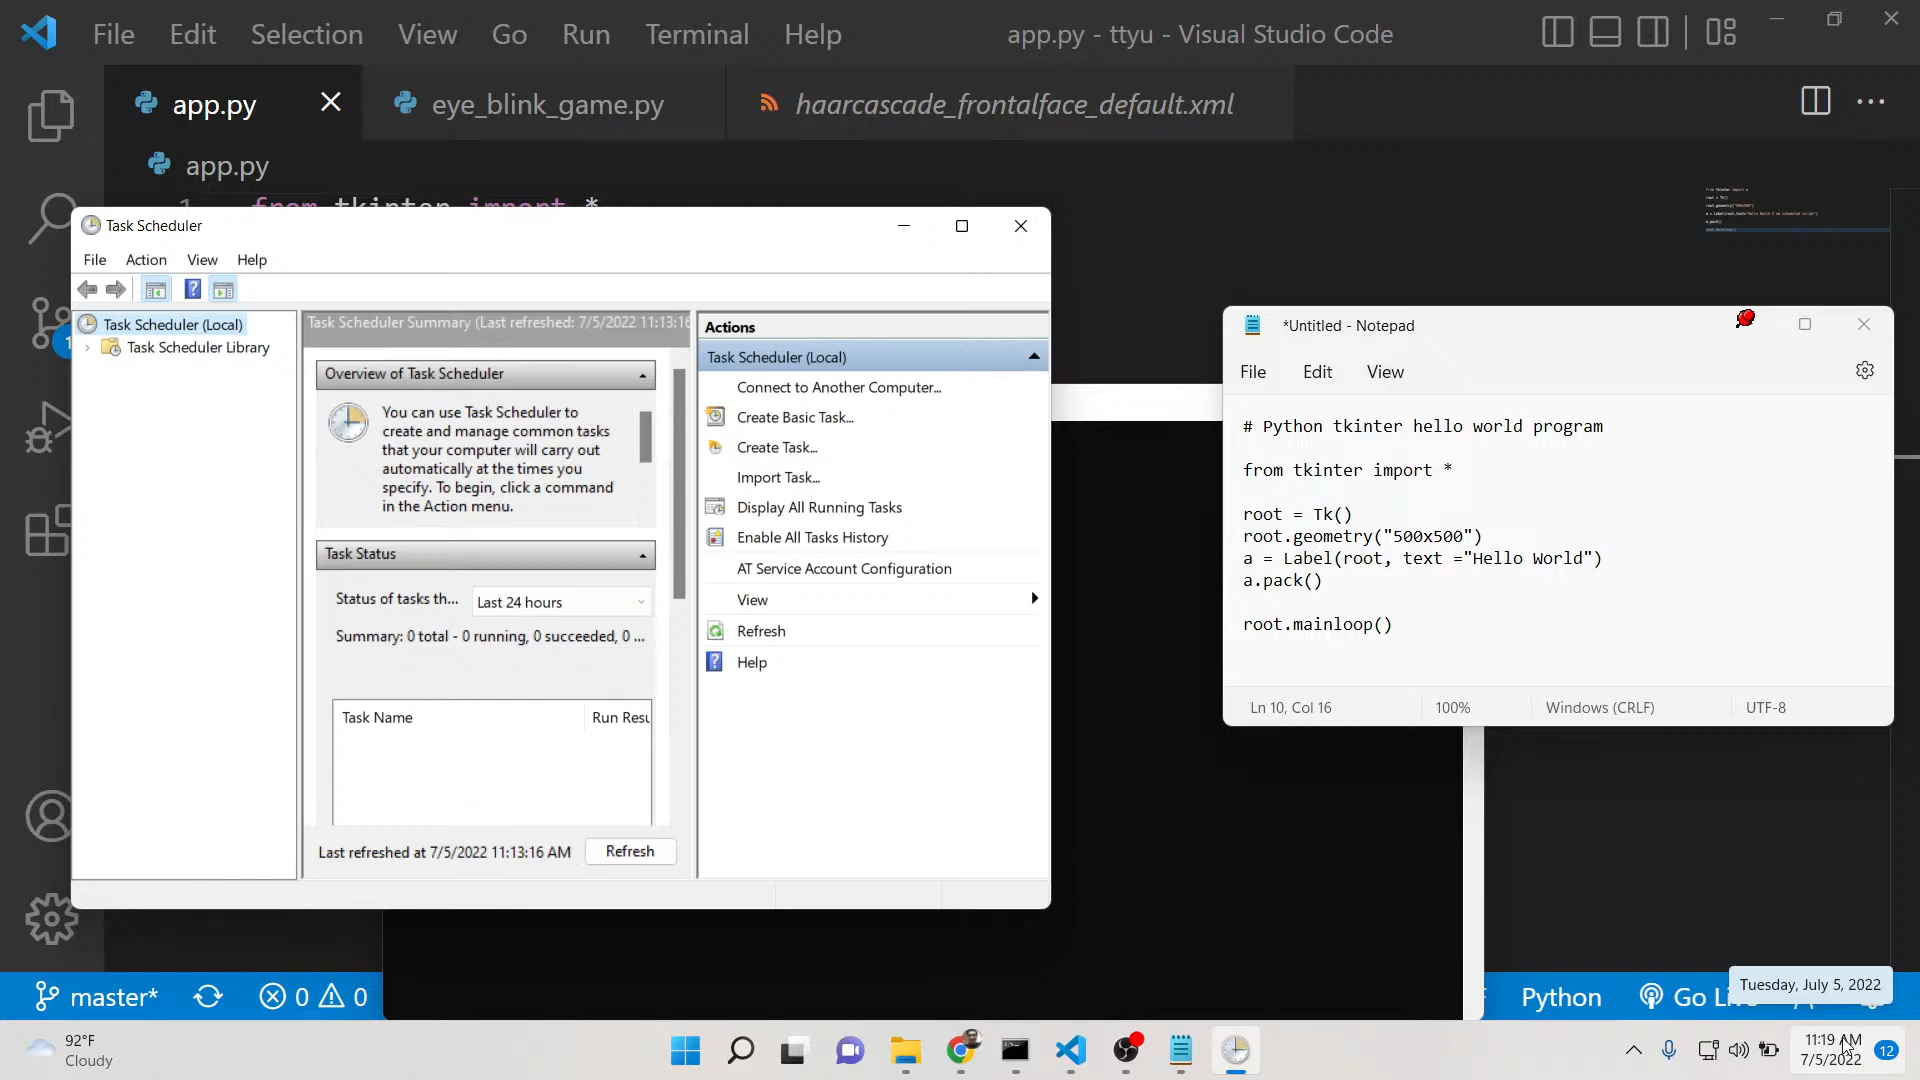 File Edit Selection View Go Run Terminal Help
app.py - ttyu - Visual Studio Code
app.py
eye_blink_game.py
haarcascade_frontalface_default.xml
app.py
1 from tkinter import *
Task Scheduler
File Action View Help
Task Scheduler (Local)
Task Scheduler Library
Task Scheduler Summary (Last refreshed: 7/5/2022 11:13:16
Overview of Task Scheduler
You can use Task Scheduler to
create and manage common tasks
that your computer will carry out
automatically at the times you
specify. To begin, click a command
in the Action menu.
Task Status
Status of tasks th...
Last 24 hours
Summary: 0 total - 0 running, 0 succeeded, 0 ...
Task Name
Run Resu
Last refreshed at 7/5/2022 11:13:16 AM
Refresh
Actions
Task Scheduler (Local)
Connect to Another Computer...
Create Basic Task...
Create Task...
Import Task...
Display All Running Tasks
Enable All Tasks History
AT Service Account Configuration
View
Refresh
Help
*Untitled - Notepad
File Edit View
# Python tkinter hello world program
from tkinter import *
root = Tk()
root.geometry("500x500")
a = Label(root, text ="Hello World")
a.pack()
root.mainloop()
Ln 10, Col 16
100%
Windows (CRLF)
UTF-8
1
master*
0 0
Python
Go Li
Tuesday, July 5, 2022
92°F
Cloudy
11:19 AM
7/5/2022
12